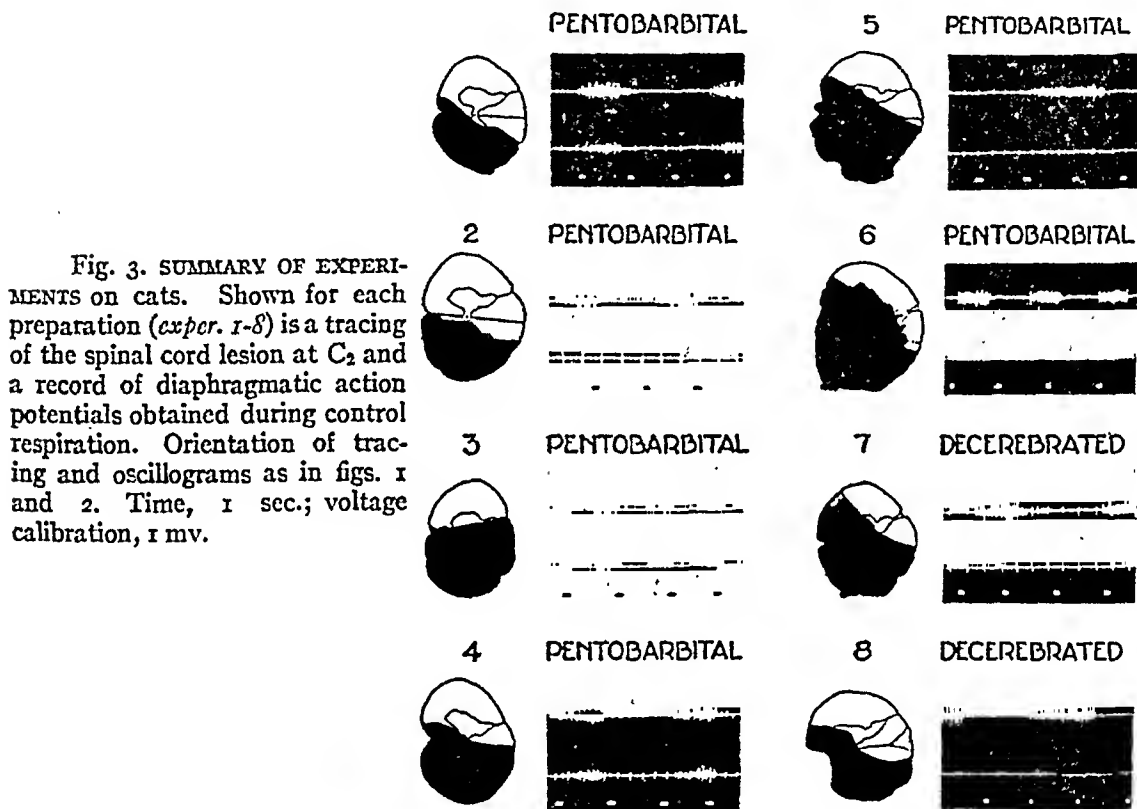 PENTOBARBITAL
5 PENTOBARBITAL
2 PENTOBARBITAL
6 PENTOBARBITAL
Fig. 3. SUMMARY OF EXPERI-
MENTS on cats. Shown for each
preparation (exper. 1-8) is a tracing
of the spinal cord lesion at C2 and
a record of diaphragmatic action
potentials obtained during control
respiration. Orientation of trac-
ing and oscillograms as in figs. 1
and 2. Time, 1 sec.; voltage
calibration, 1 mv.
3 PENTOBARBITAL
7 DECEREBRATED
4 PENTOBARBITAL
8 DECEREBRATED